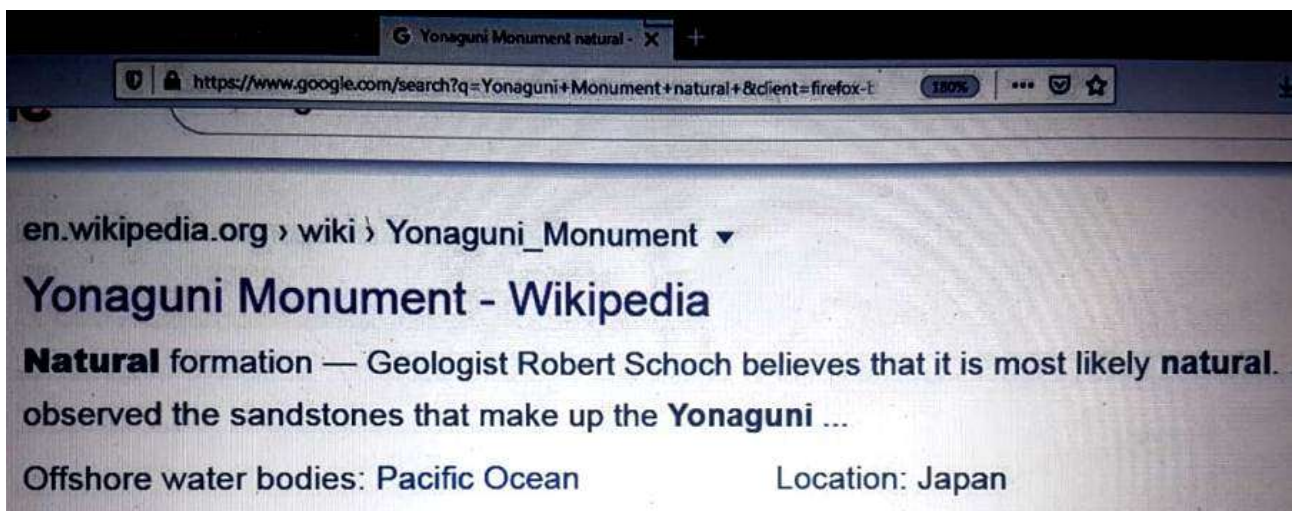 G Yonaguni Monument natural - X +
https://www.google.com/search?q=Yonaguni+Monument+natural+&client=firefox-b 180% ...
en.wikipedia.org › wiki › Yonaguni_Monument
Yonaguni Monument - Wikipedia
Natural formation — Geologist Robert Schoch believes that it is most likely natural.
observed the sandstones that make up the Yonaguni ...
Offshore water bodies: Pacific Ocean Location: Japan